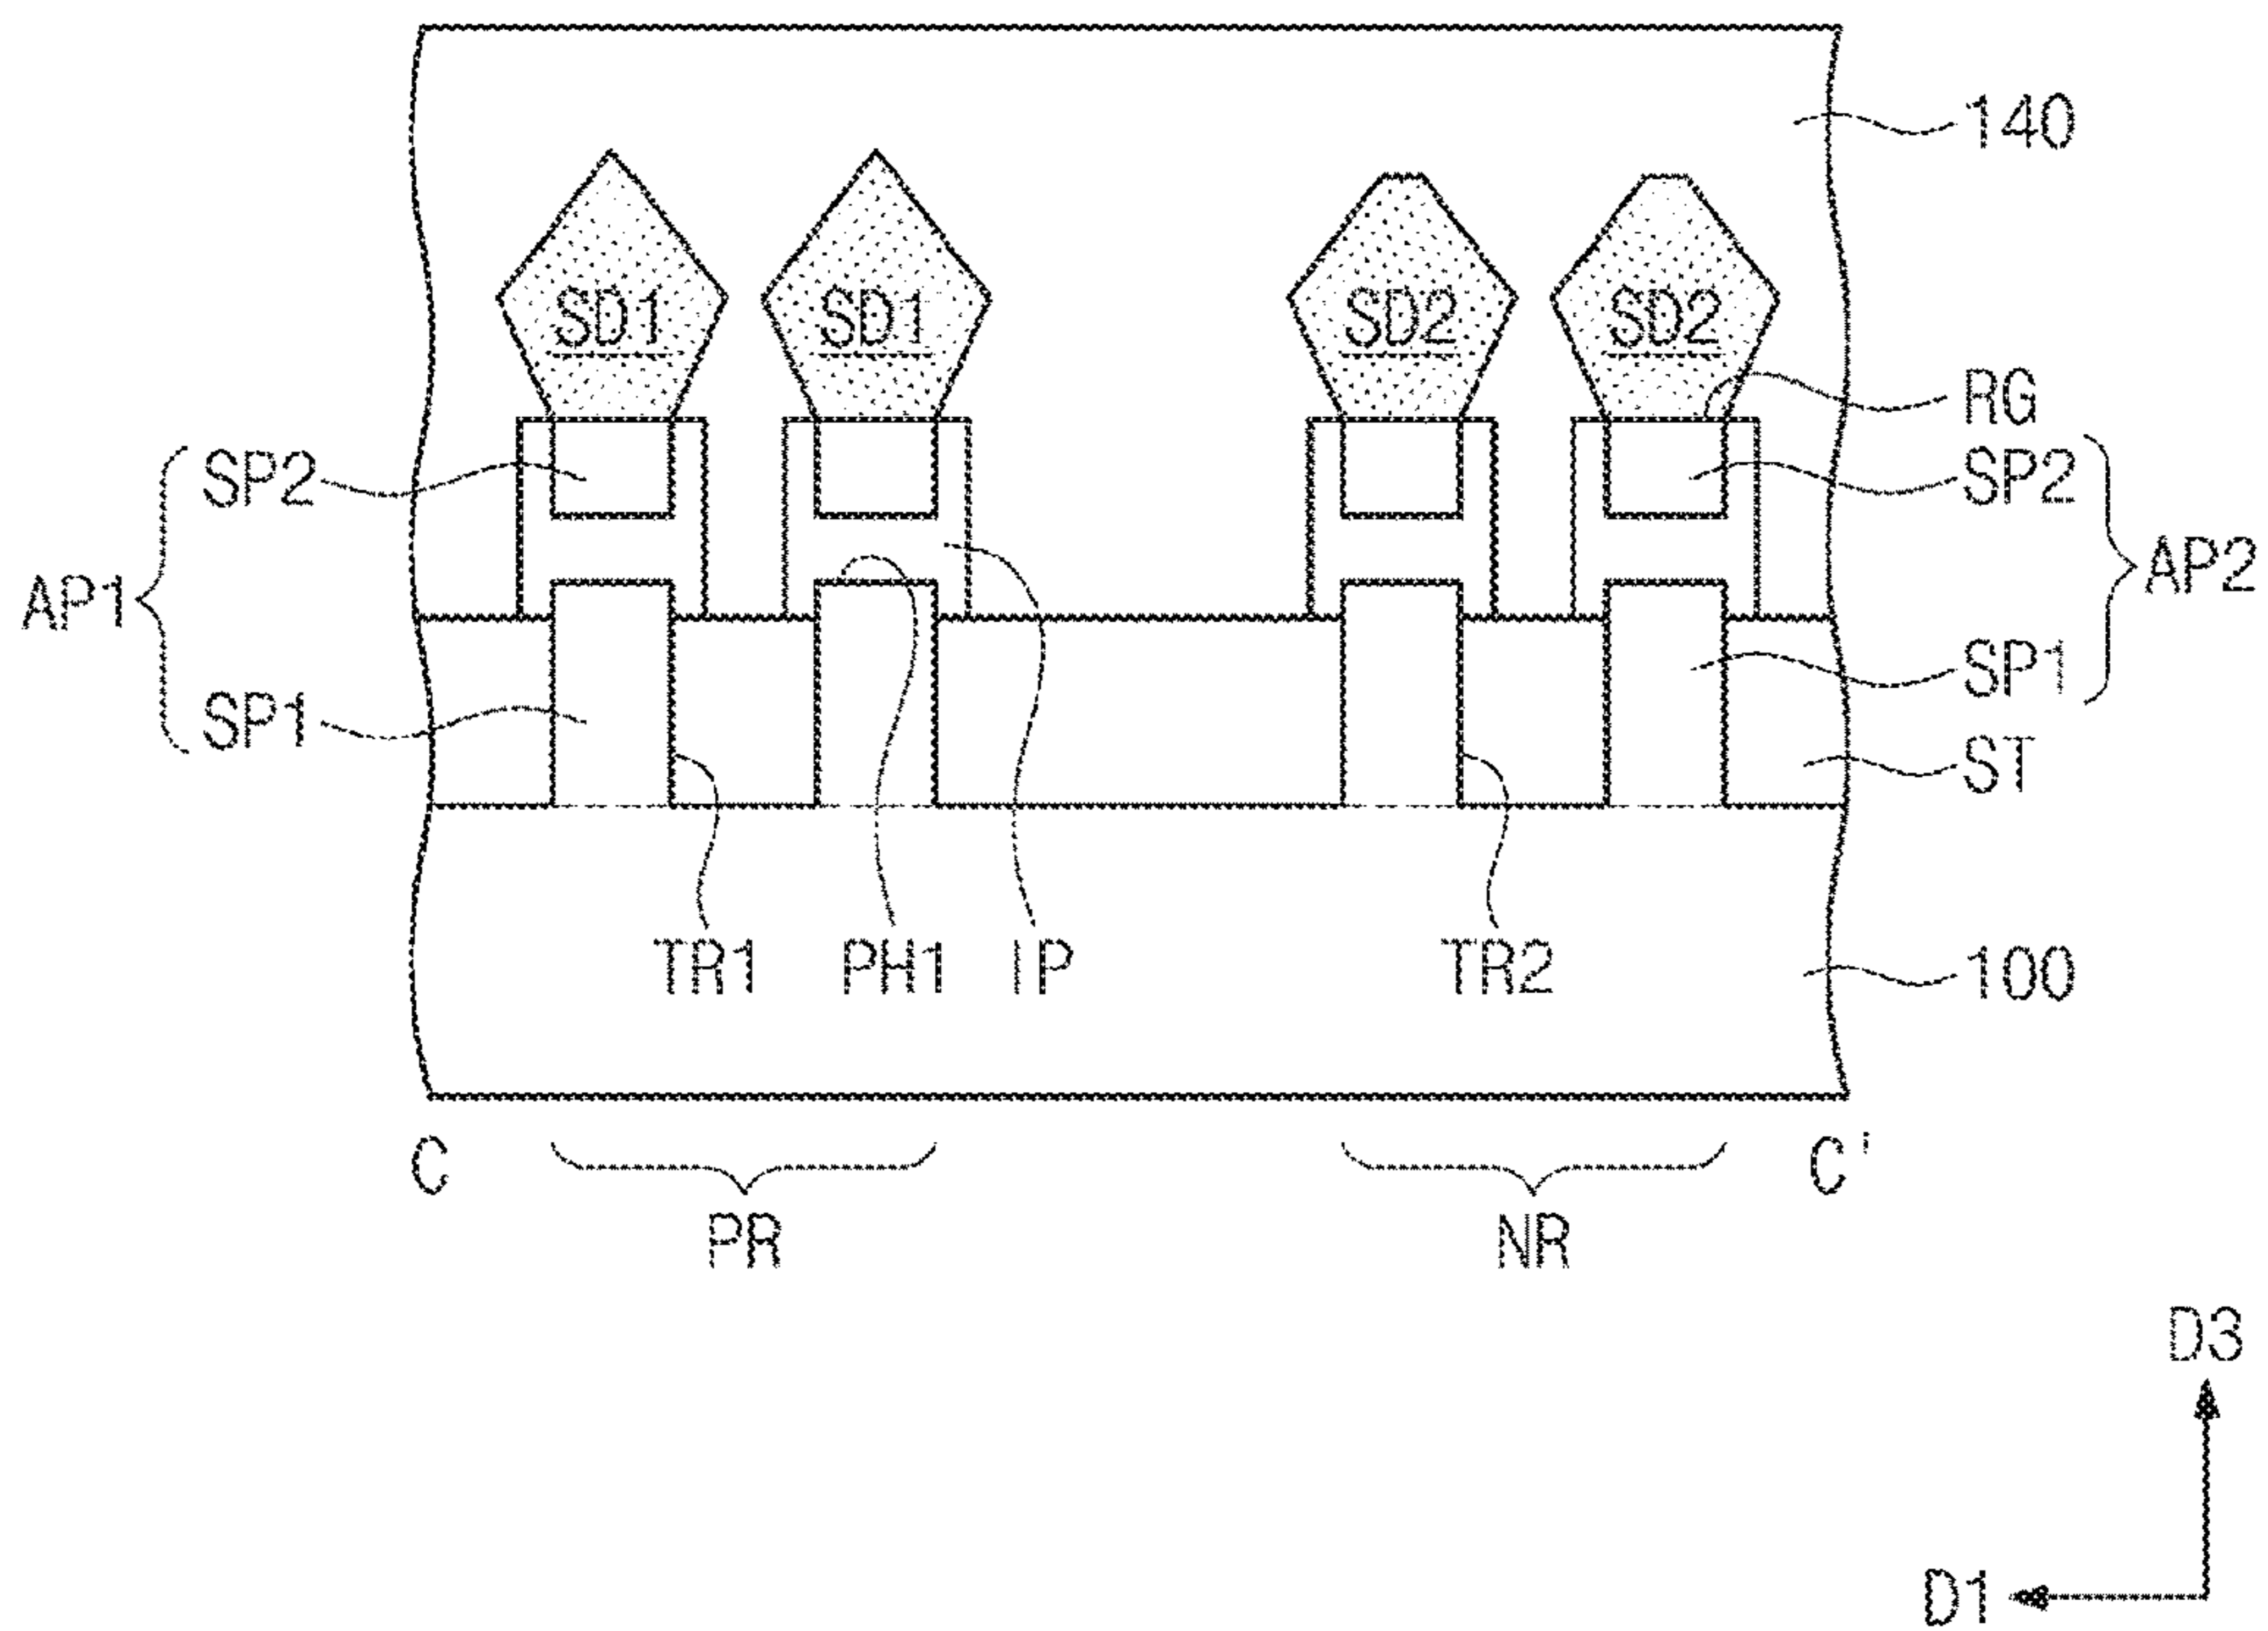 140
SD1 SD1 SD2 SD2
RG
SP2 SP2
AP1 AP2
SP1
SP1
ST
TR1 PH1 IP TR2 100
C C'
PR NR
D3
D1